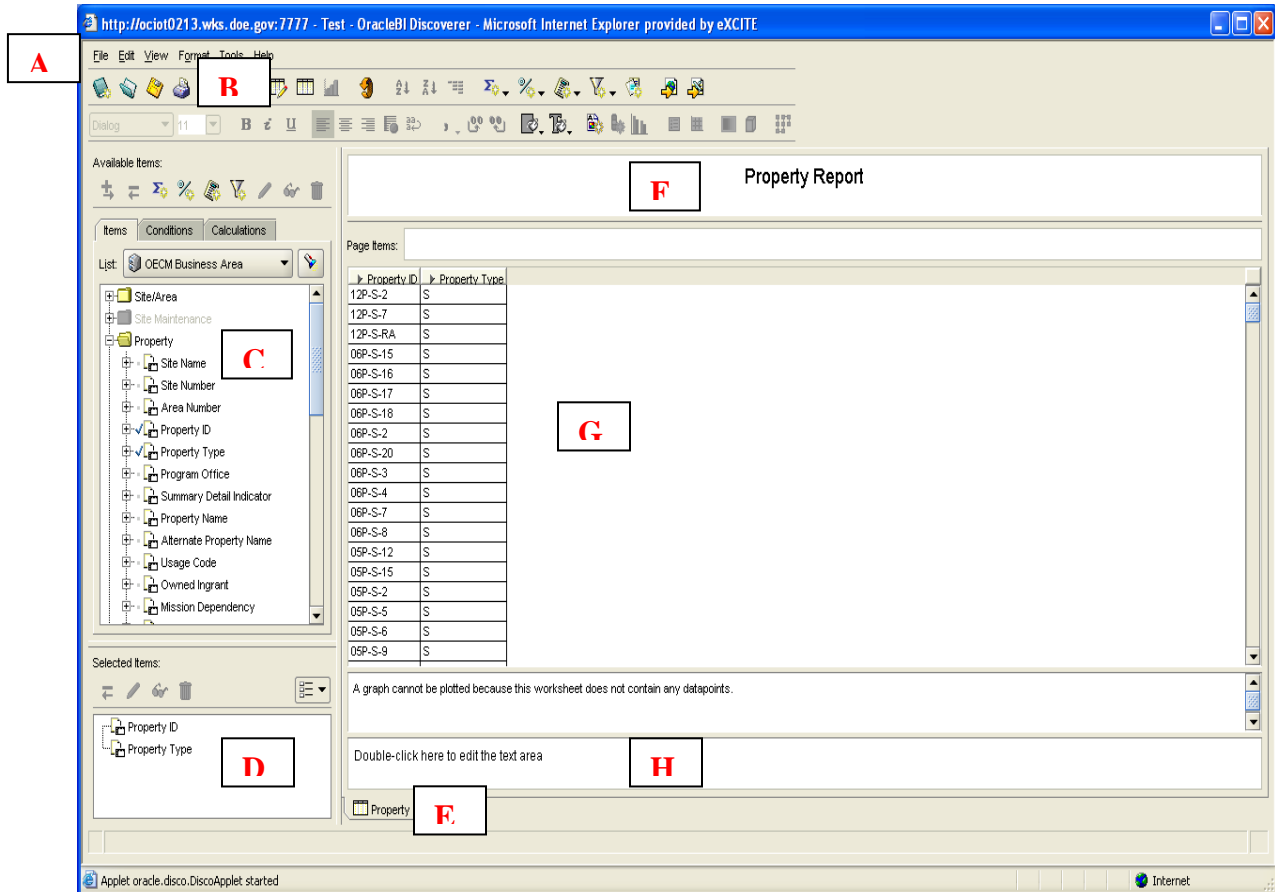 http://ociot0213.wks.doe.gov:7777 - Test - OracleBI Discoverer - Microsoft Internet Explorer provided by eXCITE
A
File Edit View Format Tools Help
B
Dialog 11 B i U
Available Items:
F
Property Report
Items Conditions Calculations
Page Items:
List: OECM Business Area
Property ID Property Type
Site/Area
Site Maintenance
Property
C
Site Name
Site Number
Area Number
Property ID
Property Type
Program Office
Summary Detail Indicator
Property Name
Alternate Property Name
Usage Code
Owned Ingrant
Mission Dependency
12P-S-2 S
12P-S-7 S
12P-S-RA S
06P-S-15 S
06P-S-16 S
06P-S-17 S
06P-S-18 S
06P-S-2 S
06P-S-20 S
06P-S-3 S
06P-S-4 S
06P-S-7 S
06P-S-8 S
05P-S-12 S
05P-S-15 S
05P-S-2 S
05P-S-5 S
05P-S-6 S
05P-S-9 S
G
Selected Items:
Property ID
Property Type
D
A graph cannot be plotted because this worksheet does not contain any datapoints.
Double-click here to edit the text area
H
Property
E
Applet oracle.disco.DiscoApplet started
Internet